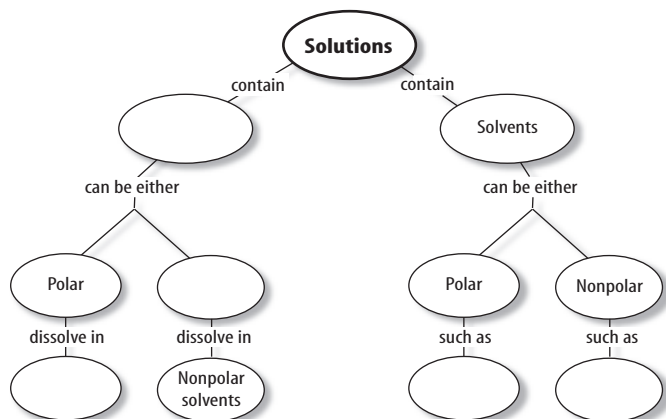 Solutions
contain
contain
Solvents
can be either
can be either
Polar
Polar
Nonpolar
dissolve in
dissolve in
such as
such as
Nonpolar
solvents